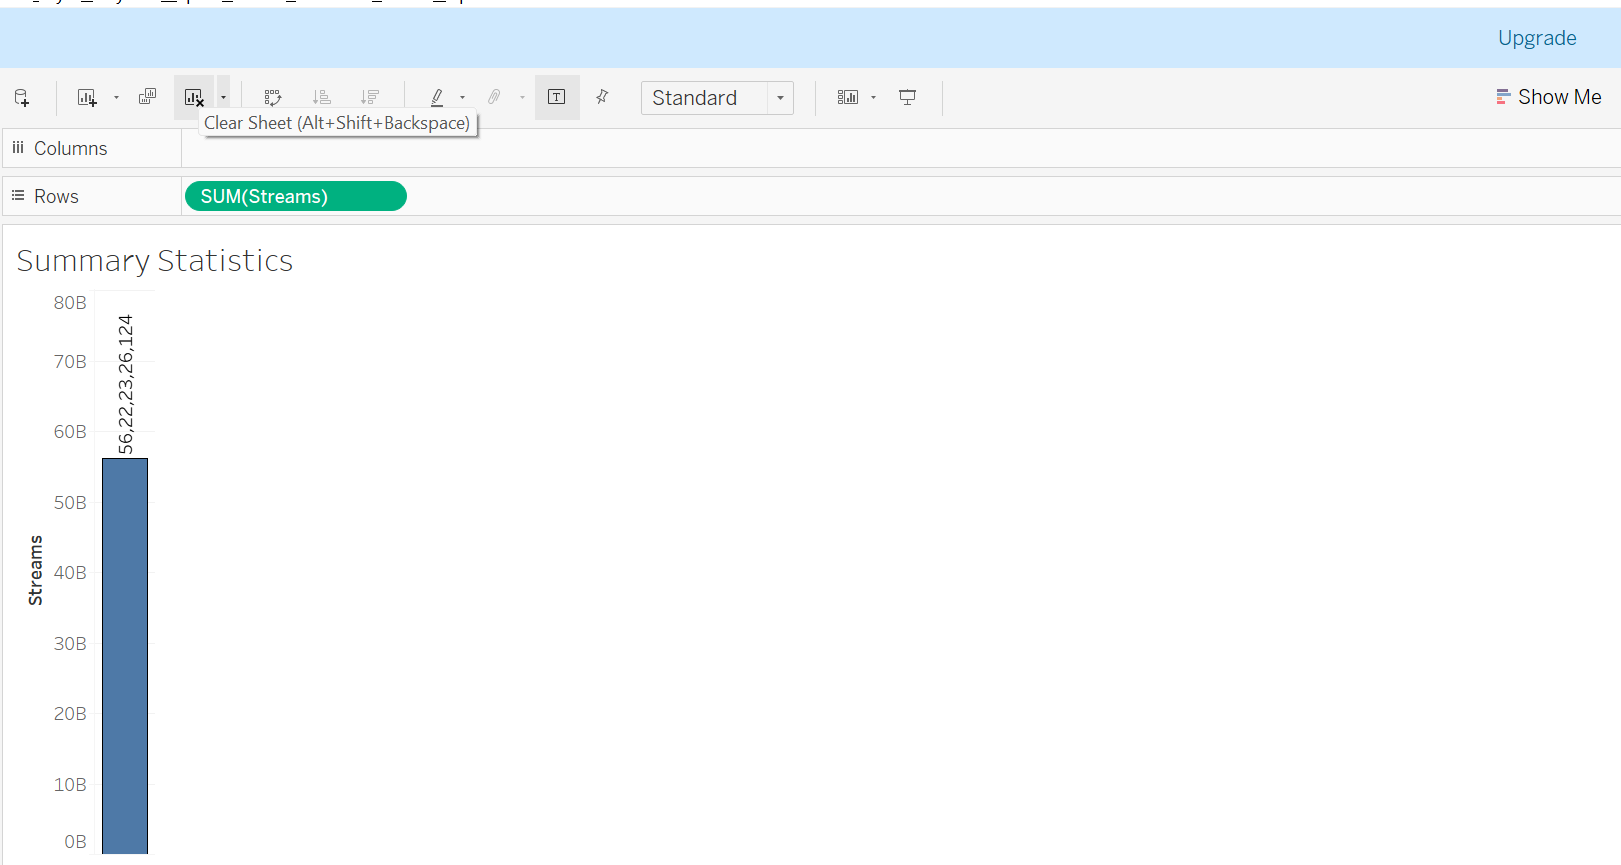 Upgrade
Standard
Show Me
Clear Sheet (Alt+Shift+Backspace)
Columns
Rows
SUM(Streams)
Summary Statistics
80B
70B
60B
50B
40B
30B
20B
10B
0B
Streams
56,22,23,26,124